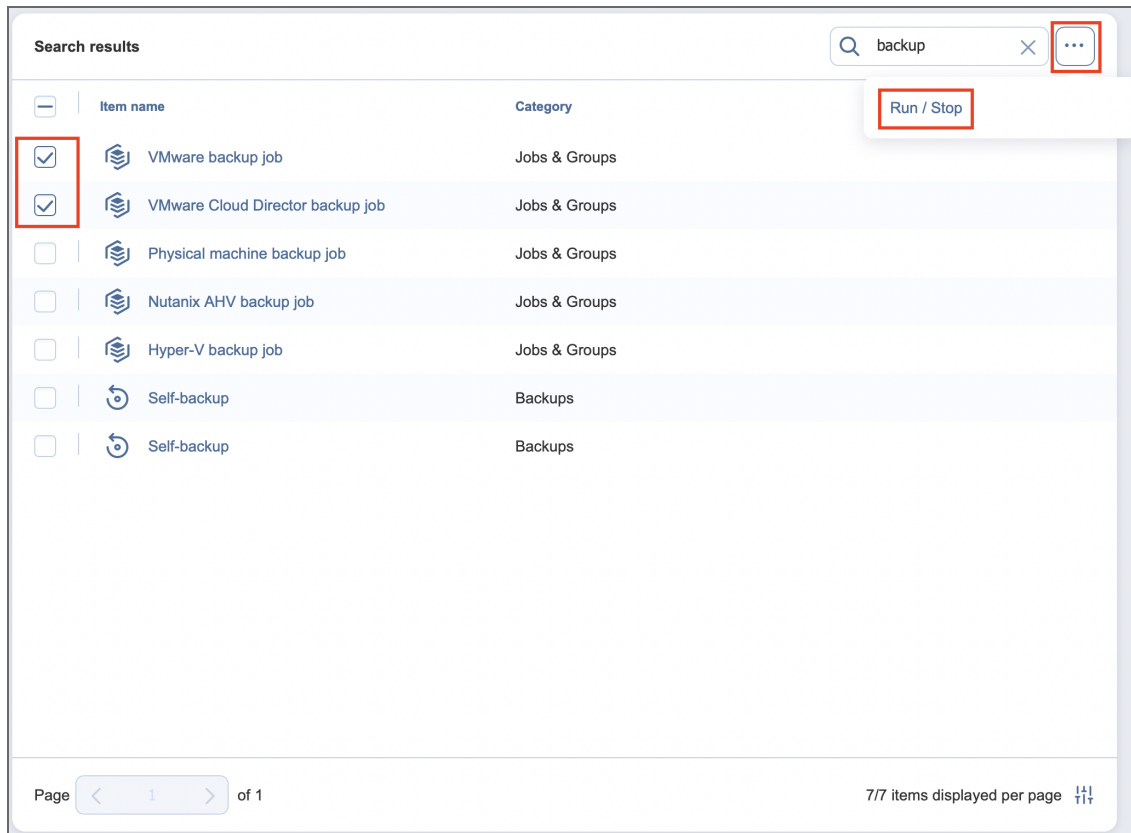 Search results
backup
Run / Stop
Item name Category
VMware backup job Jobs & Groups
VMware Cloud Director backup job Jobs & Groups
Physical machine backup job Jobs & Groups
Nutanix AHV backup job Jobs & Groups
Hyper-V backup job Jobs & Groups
Self-backup Backups
Self-backup Backups
Page 1 of 1 7/7 items displayed per page